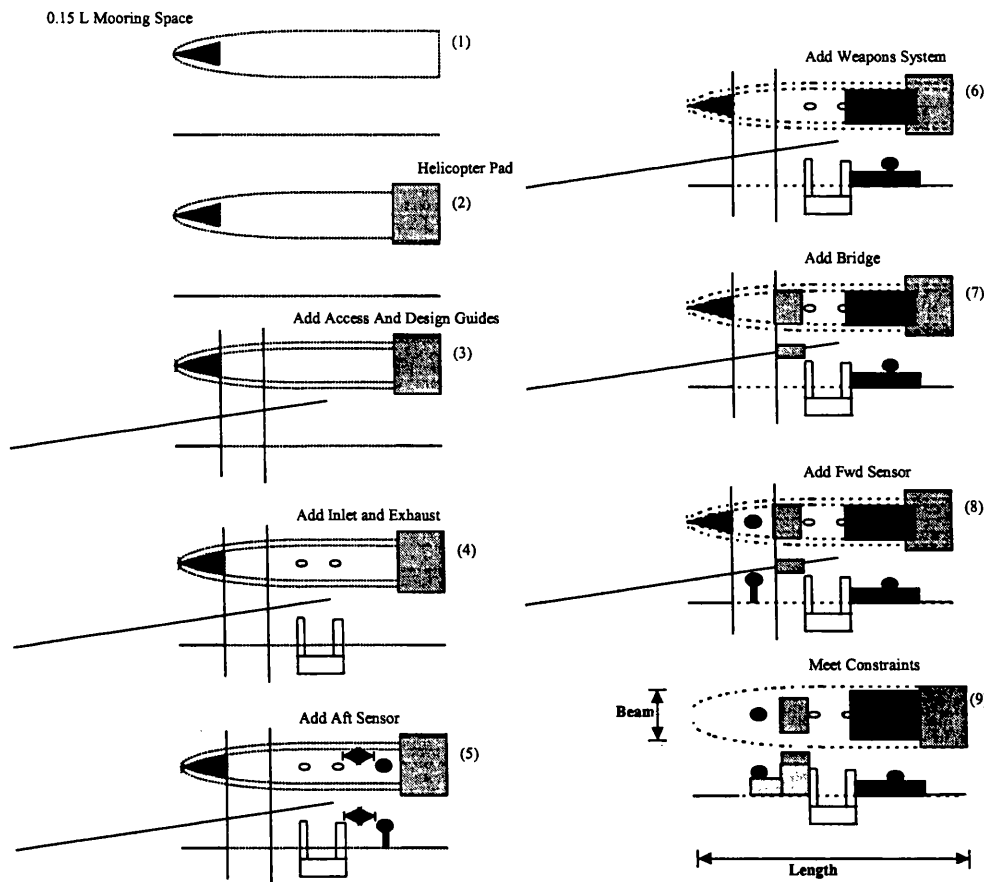 0.15 L Mooring Space
(1)
Helicopter Pad
(2)
Add Access And Design Guides
(3)
Add Inlet and Exhaust
(4)
Add Aft Sensor
(5)
Add Weapons System
(6)
Add Bridge
(7)
Add Fwd Sensor
(8)
Meet Constraints
Beam
(9)
Length